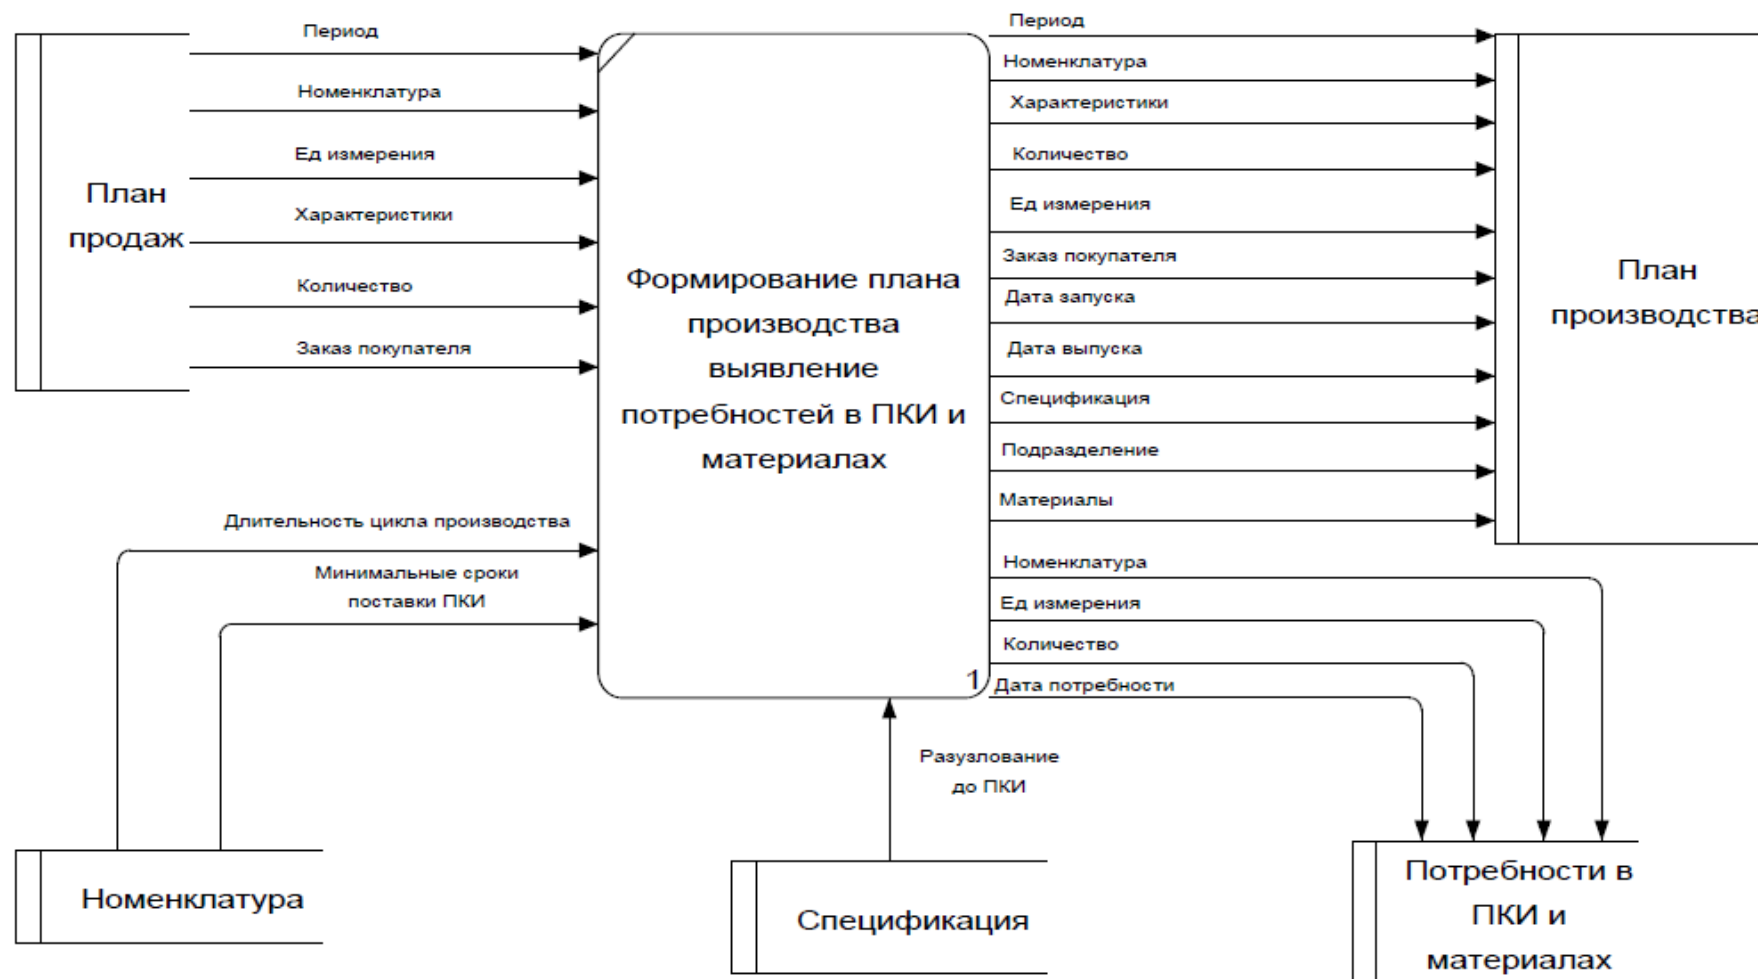 Период
Номенклатура
Ед измерения
Характеристики
Количество
Заказ покупателя
План
продаж
Длительность цикла производства
Минимальные сроки
поставки ПКИ
Формирование плана
производства
выявление
потребностей в ПКИ и
материалах
1
Период
Номенклатура
Характеристики
Количество
Ед измерения
Заказ покупателя
Дата запуска
Дата выпуска
Спецификация
Подразделение
Материалы
План
производства
Номенклатура
Ед измерения
Количество
Дата потребности
Разузлование
до ПКИ
Номенклатура
Спецификация
Потребности в
ПКИ и
материалах